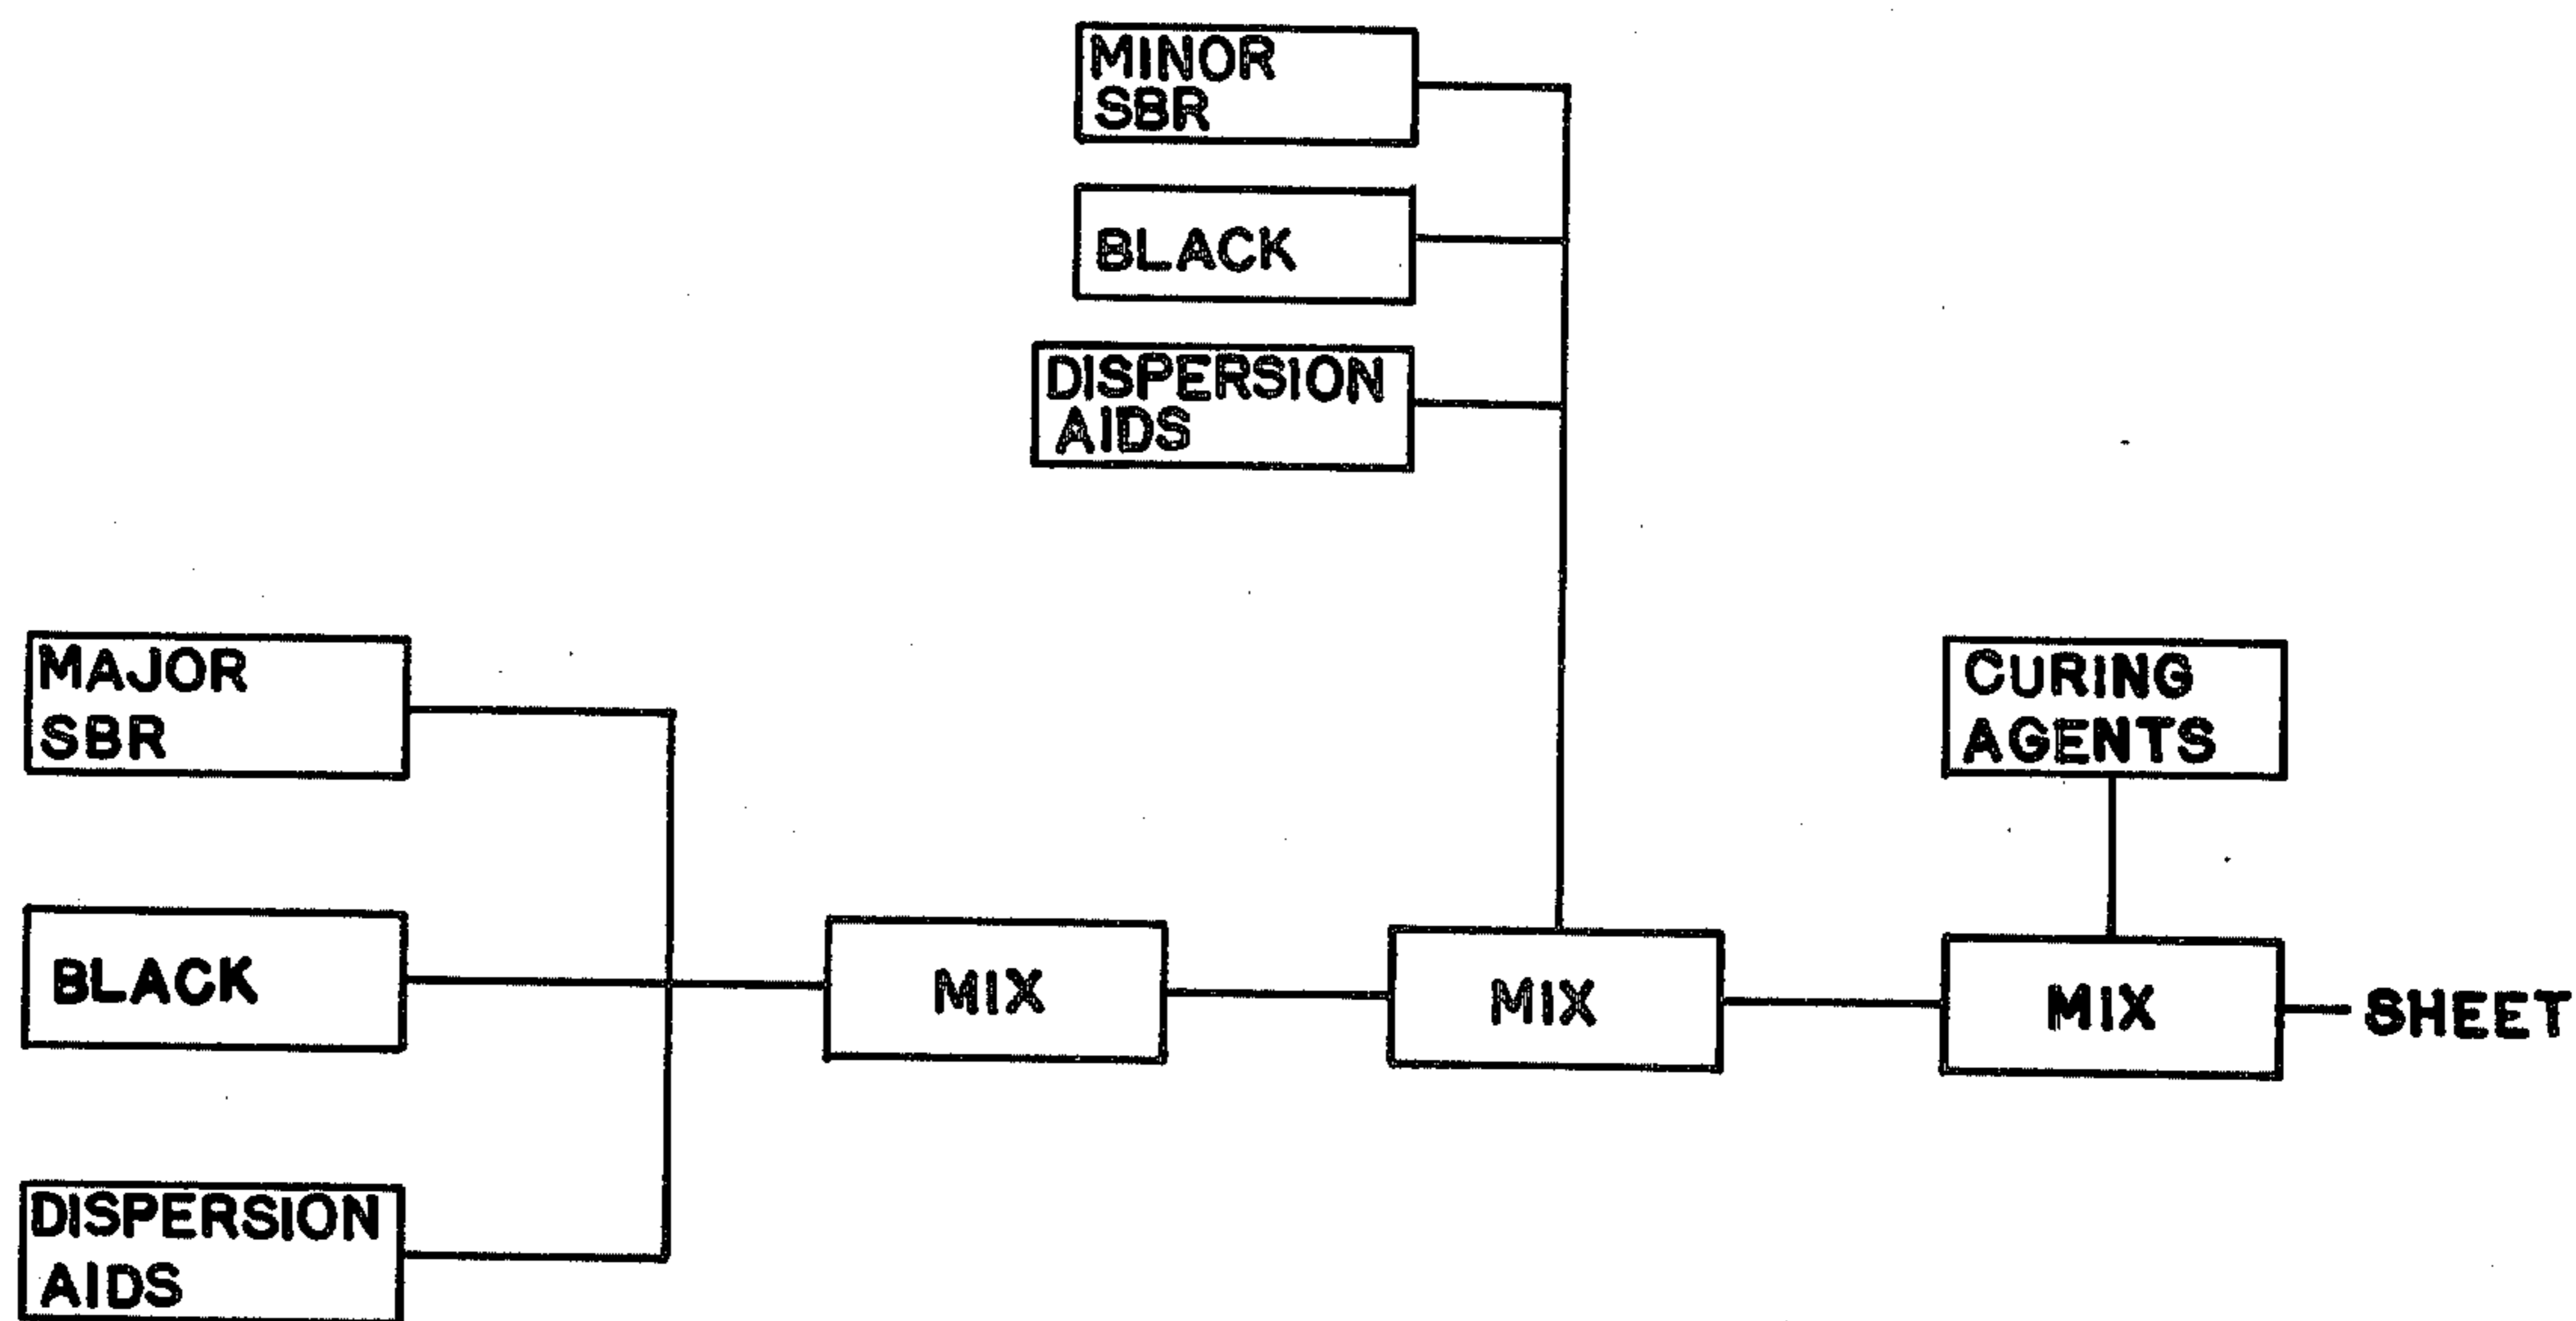 MINOR
SBR
BLACK
DISPERSION
AIDS
MAJOR
SBR
BLACK
DISPERSION
AIDS
MIX
MIX
CURING
AGENTS
MIX
SHEET